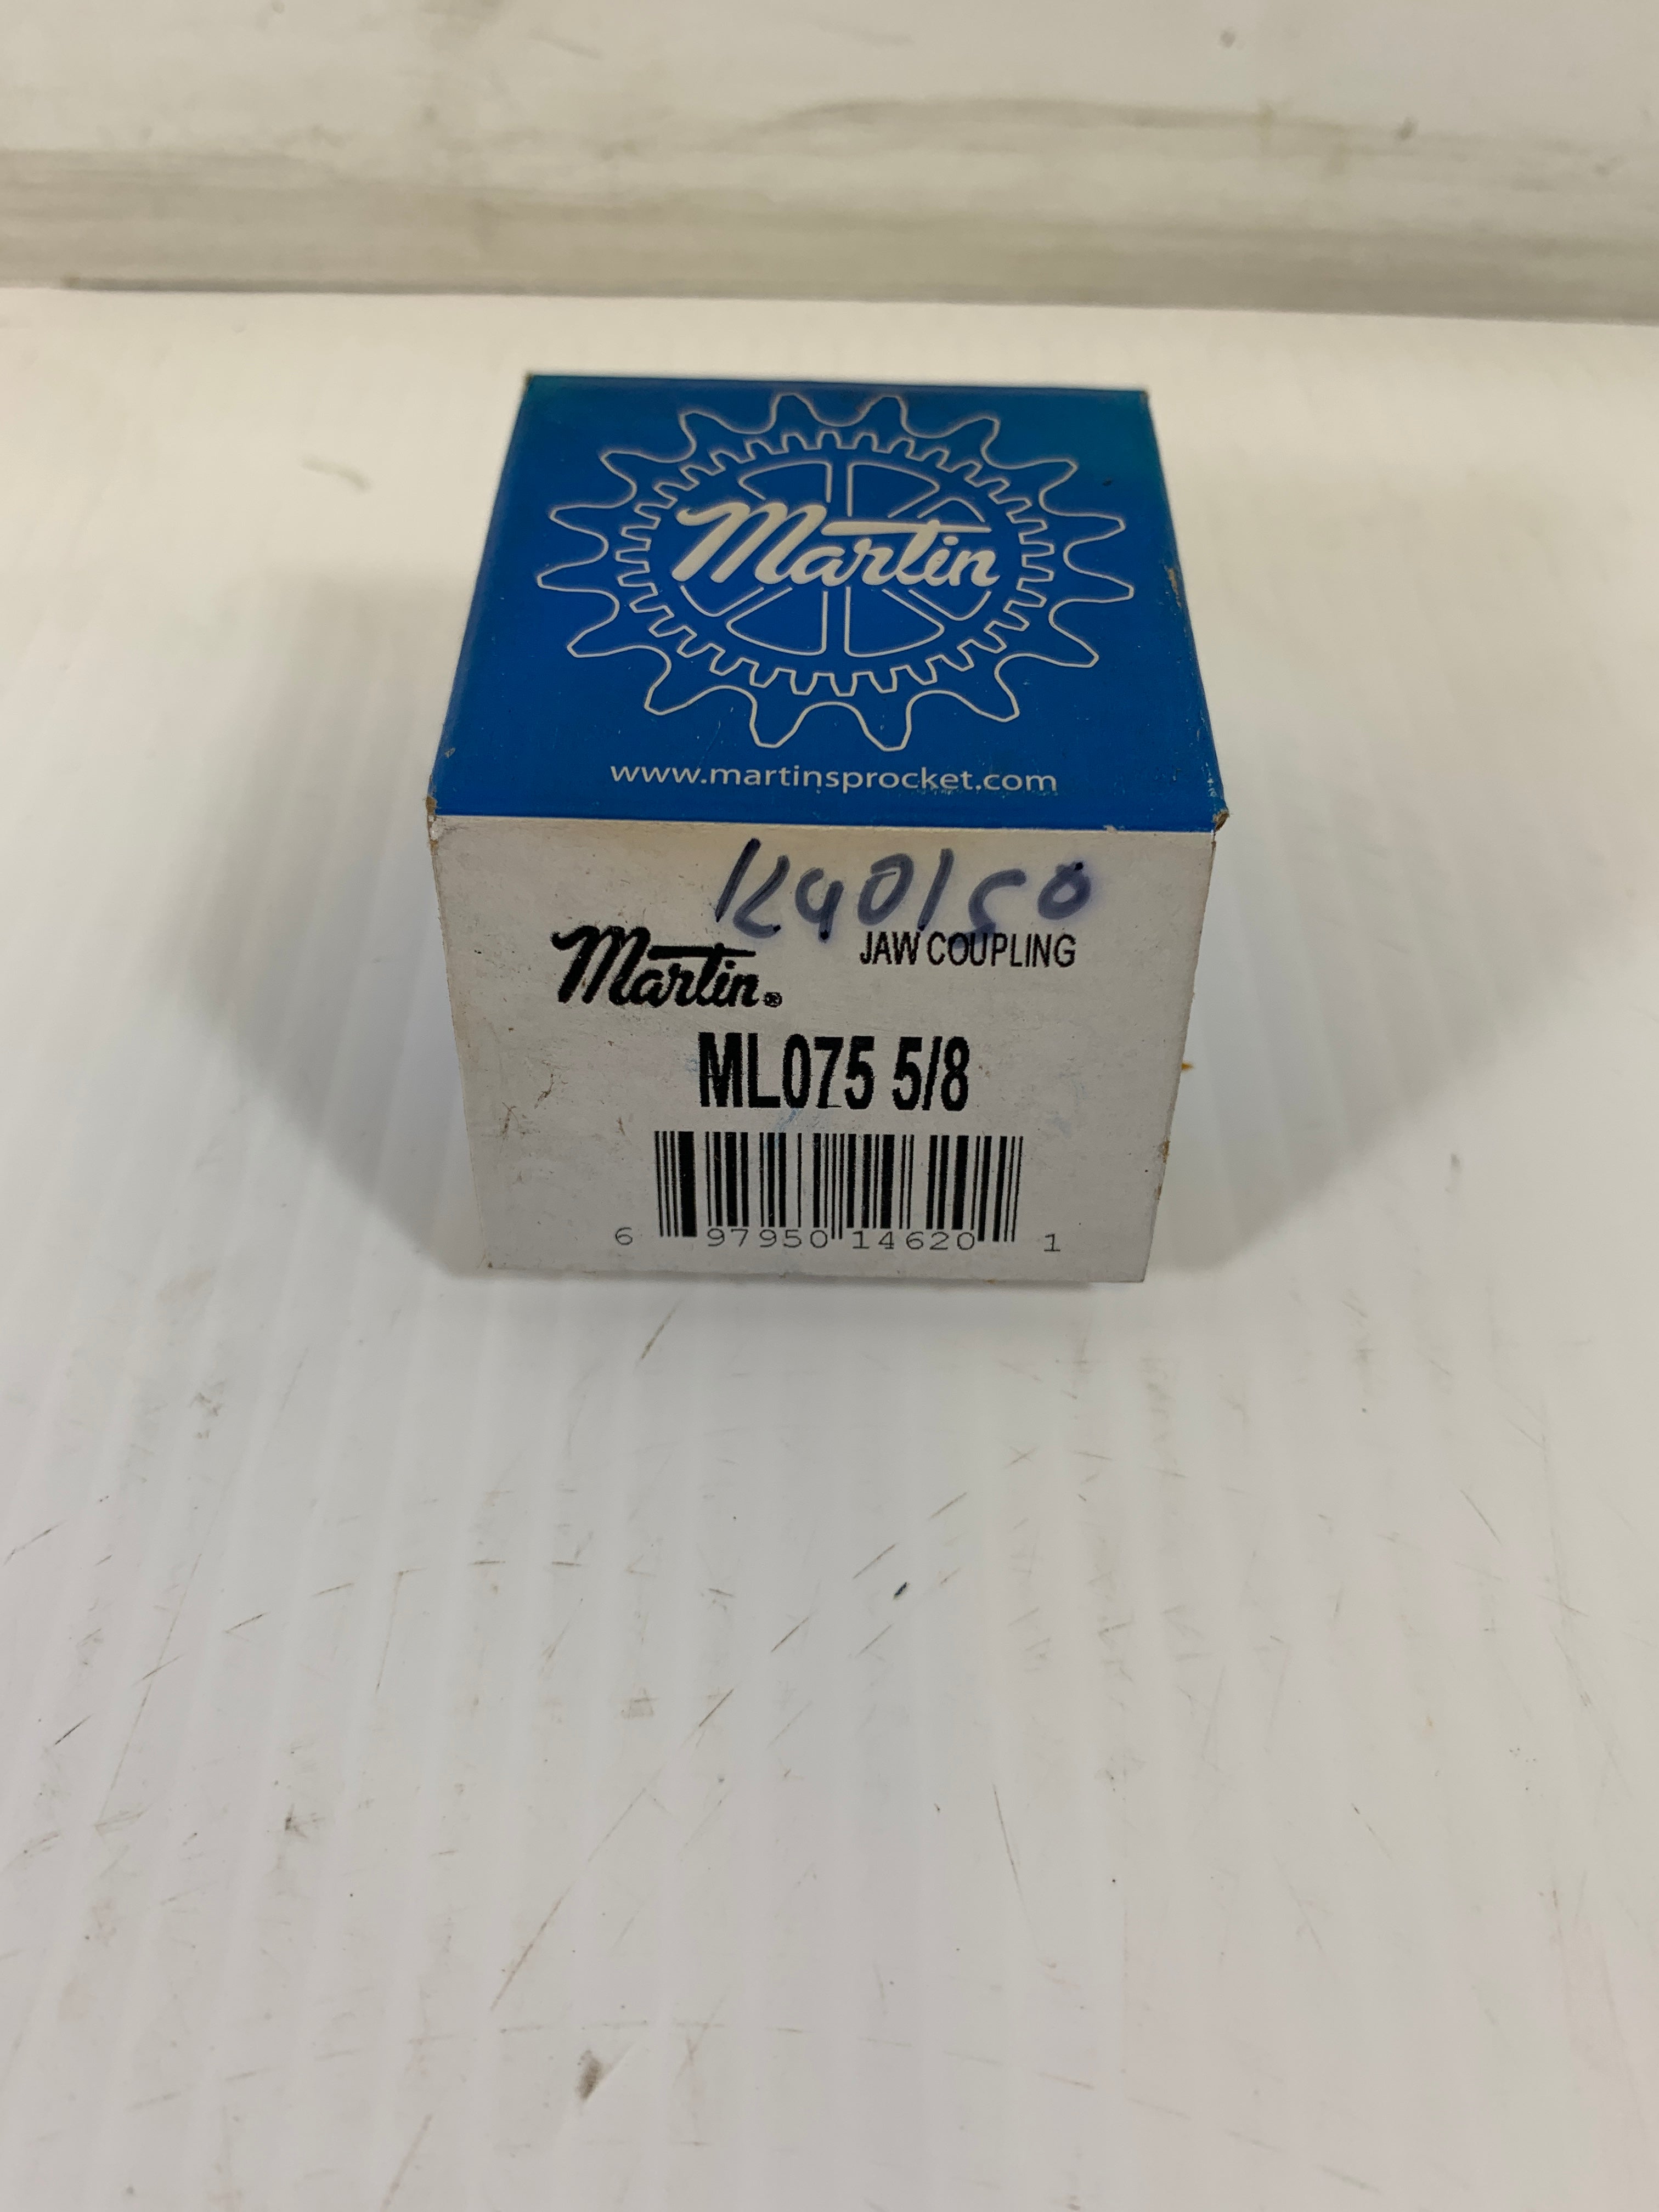 Martin
www.martinsprocket.com
K40150
Martin®
JAW COUPLING
ML075 5/8
6 97950 14620 1